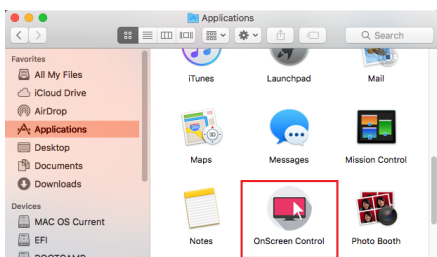 Applications
Search
Favorites
All My Files
iCloud Drive
AirDrop
Applications
Desktop
Documents
Downloads
Devices
MAC OS Current
EFI
BOOTCAMP
iTunes
Launchpad
Mail
Maps
Messages
Mission Control
Notes
OnScreen Control
Photo Booth